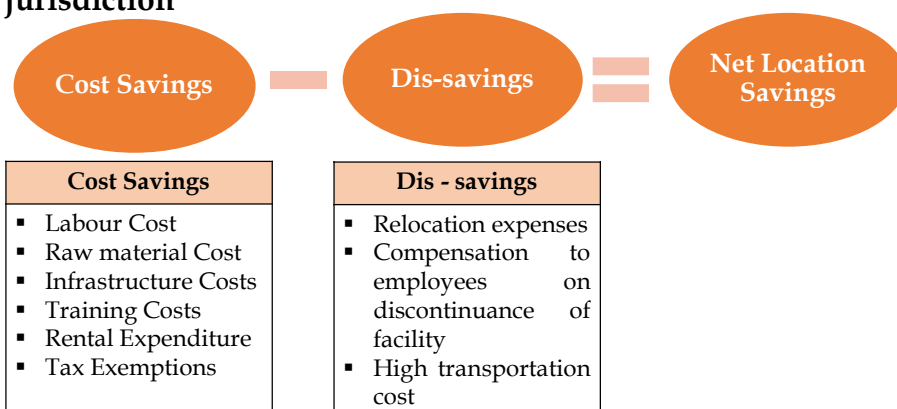 jurisdiction
Cost Savings
Dis-savings
Net Location
Savings
Cost Savings
▪ Labour Cost
▪ Raw material Cost
▪ Infrastructure Costs
▪ Training Costs
▪ Rental Expenditure
▪ Tax Exemptions
Dis - savings
▪ Relocation expenses
▪ Compensation to
employees on
discontinuance of
facility
▪ High transportation
cost